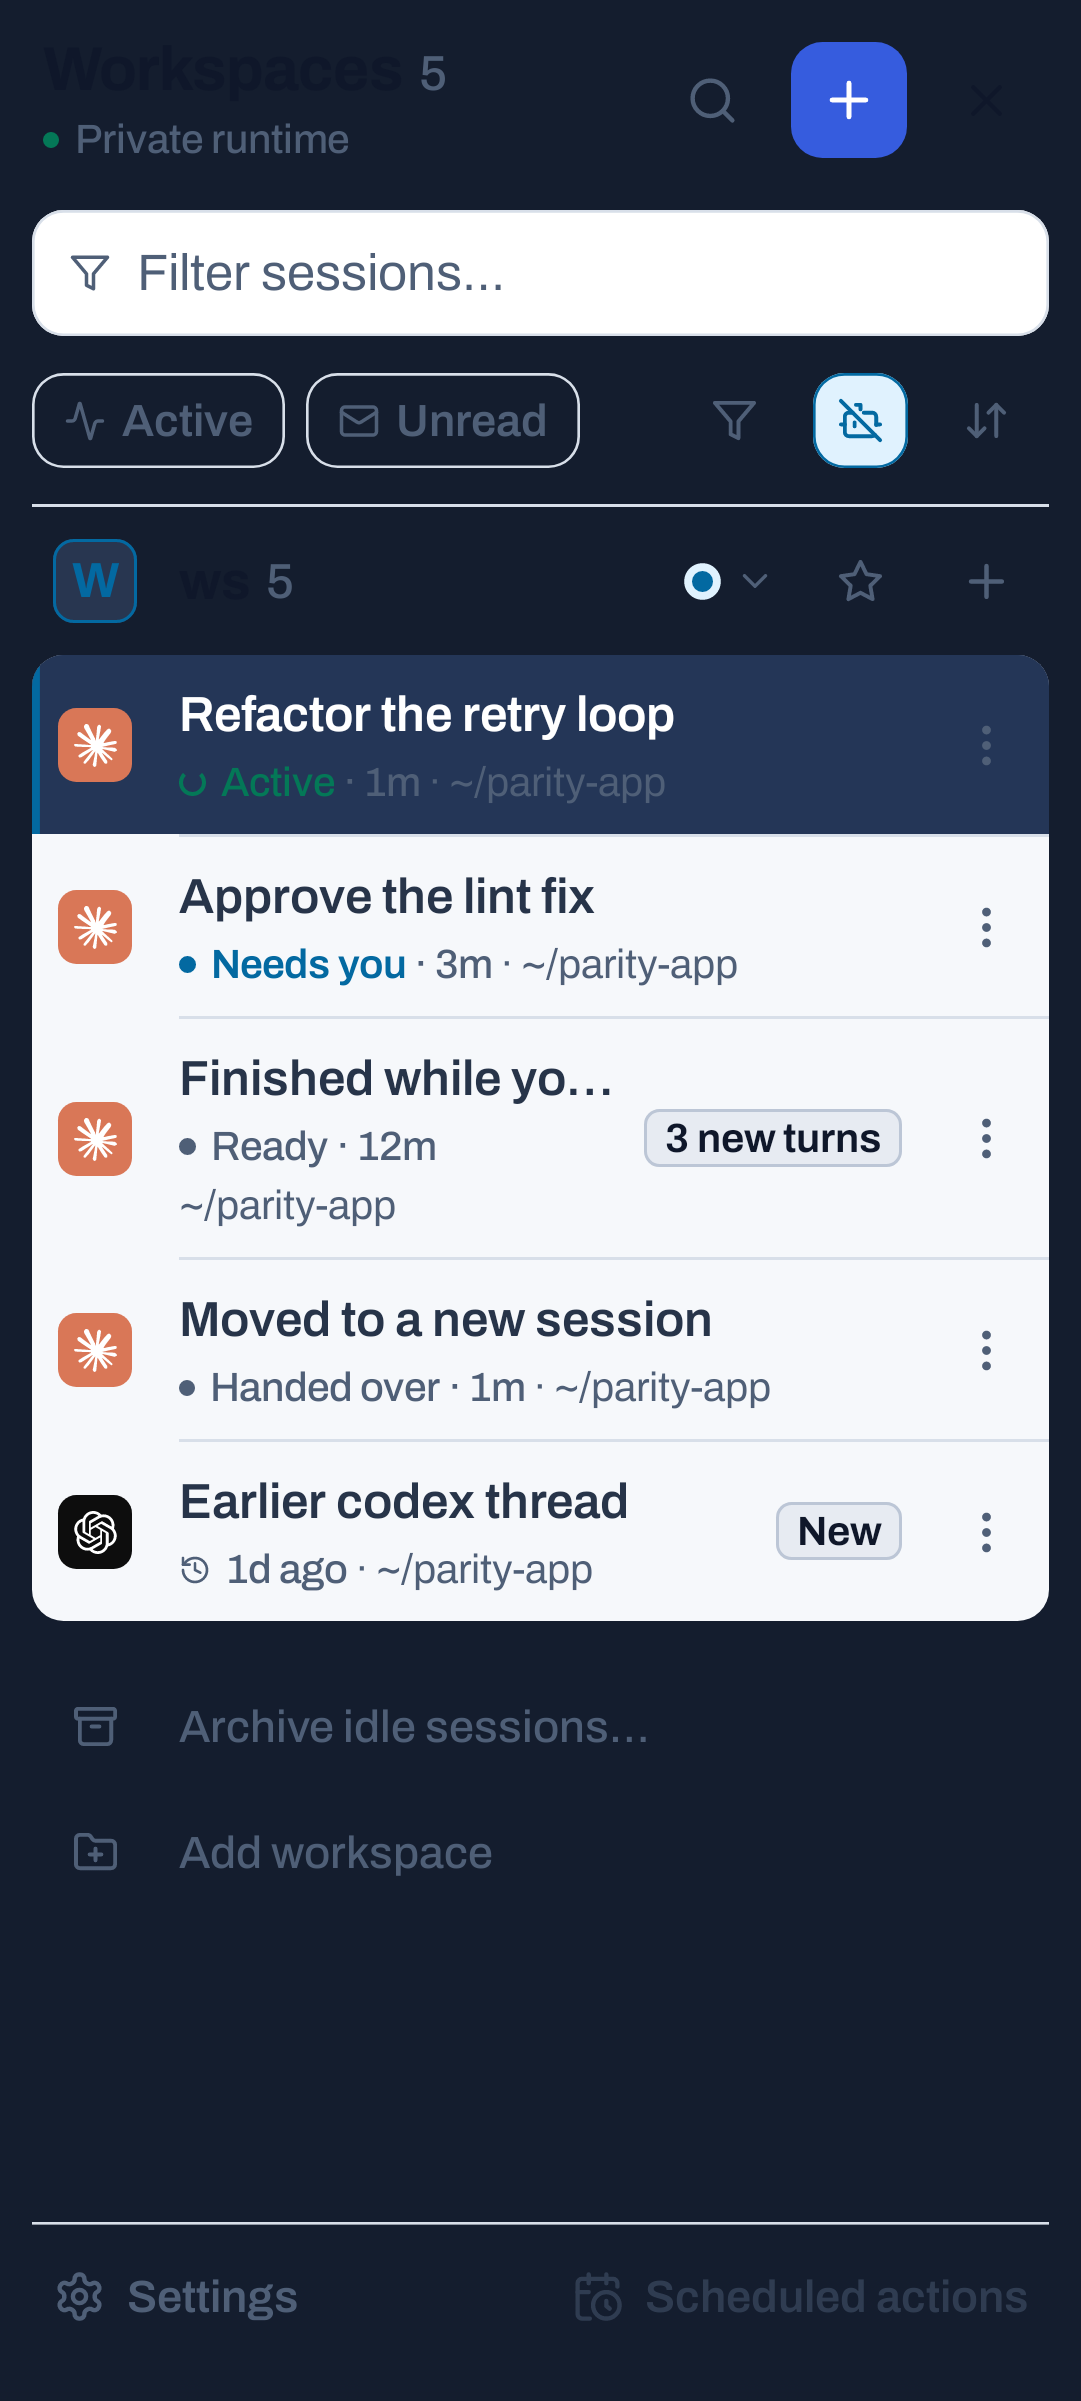 Workspaces 5
Private runtime
Filter sessions...
Active
Unread
W ws 5
Refactor the retry loop
Active · 1m · ~/parity-app
Approve the lint fix
Needs you · 3m · ~/parity-app
Finished while yo...
Ready · 12m
3 new turns
~/parity-app
Moved to a new session
Handed over · 1m · ~/parity-app
Earlier codex thread
New
1d ago · ~/parity-app
Archive idle sessions...
Add workspace
Settings
Scheduled actions